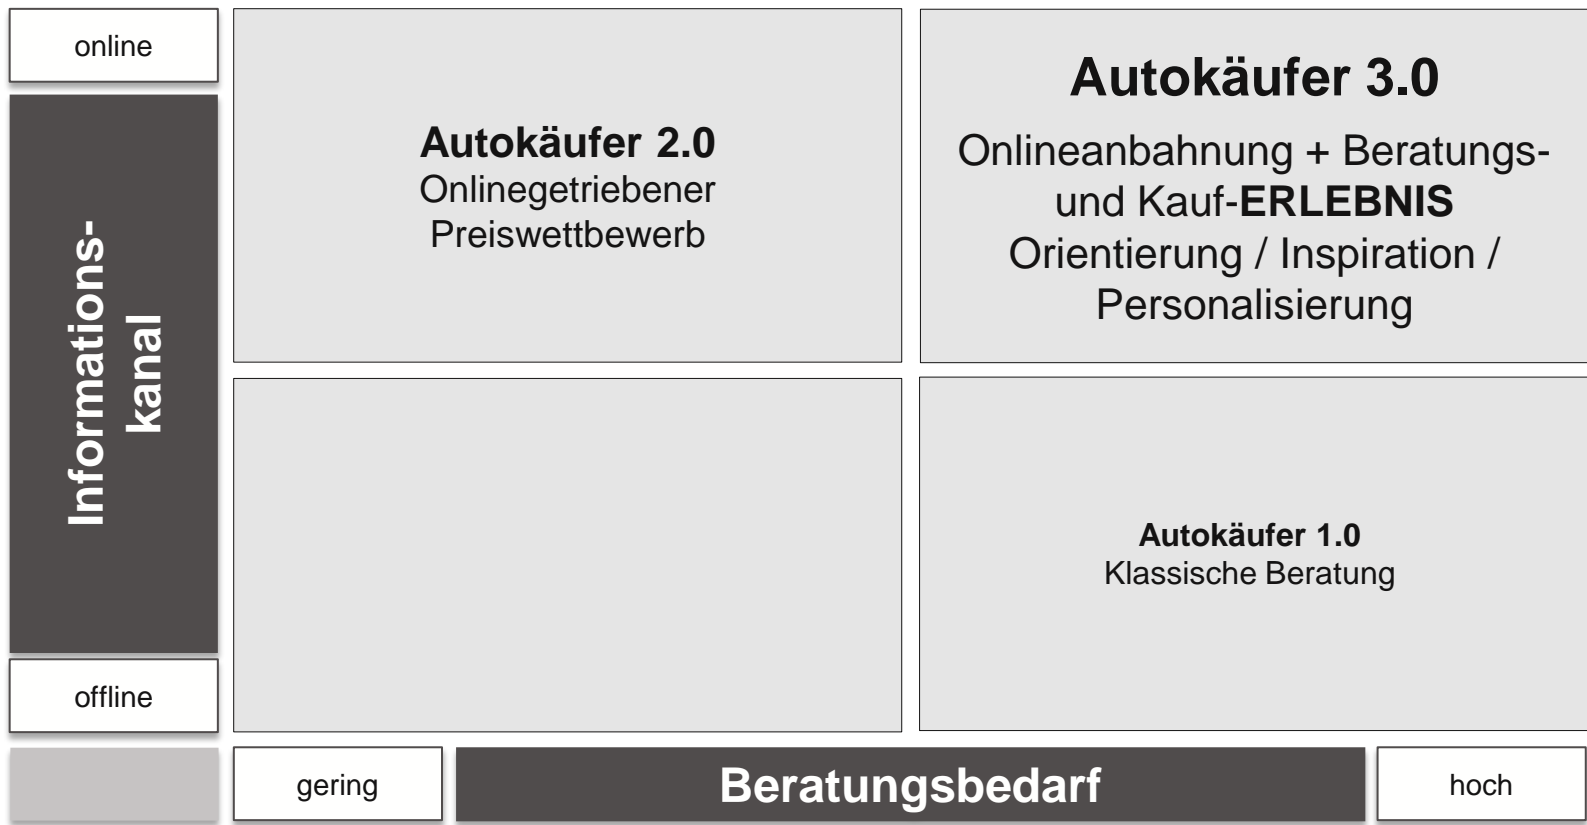 online
Autokäufer 2.0
Onlinegetriebener
Preiswettbewerb
Autokäufer 3.0
Onlineanbahnung + Beratungs-
und Kauf-ERLEBNIS
Orientierung / Inspiration /
Personalisierung
Informations-
kanal
Autokäufer 1.0
Klassische Beratung
offline
gering
Beratungsbedarf
hoch